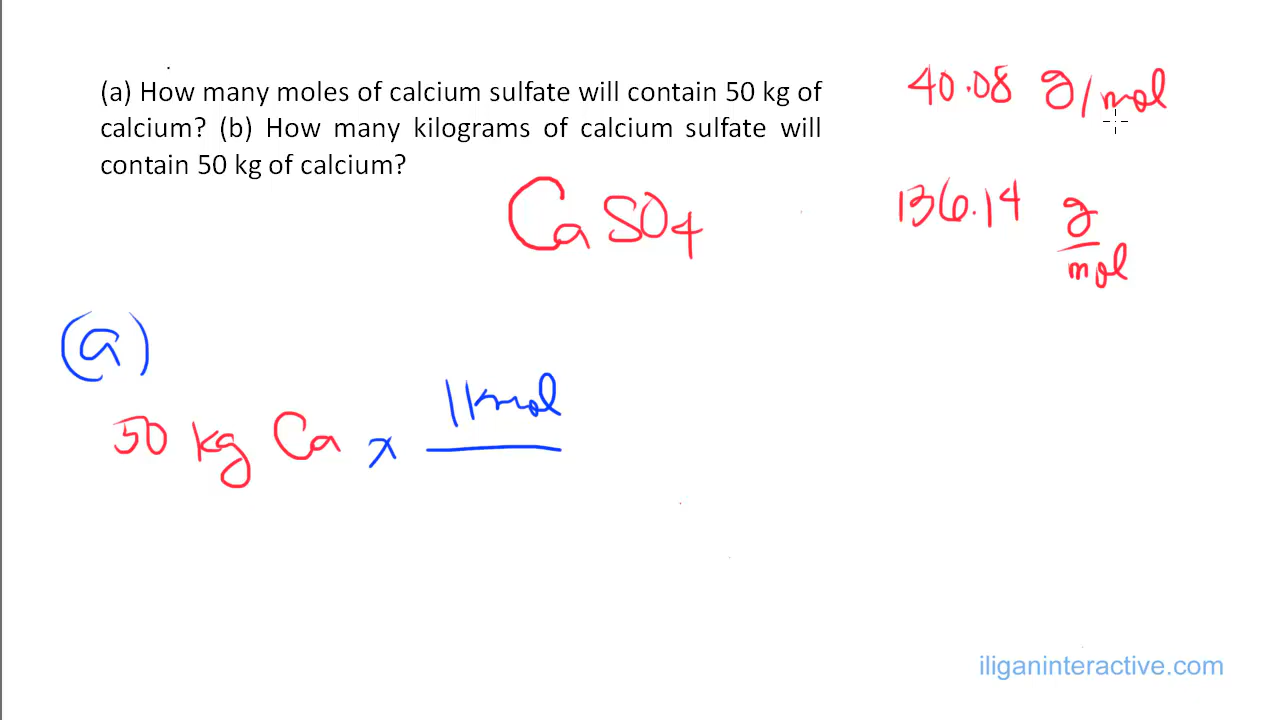 (a) How many moles of calcium sulfate will contain 50 kg of
calcium? (b) How many kilograms of calcium sulfate will
contain 50 kg of calcium?
40.08 g/mol
CaSO4
136.14 g/mol
(a)
50 kg Ca x 1 kmol
iliganinteractive.com